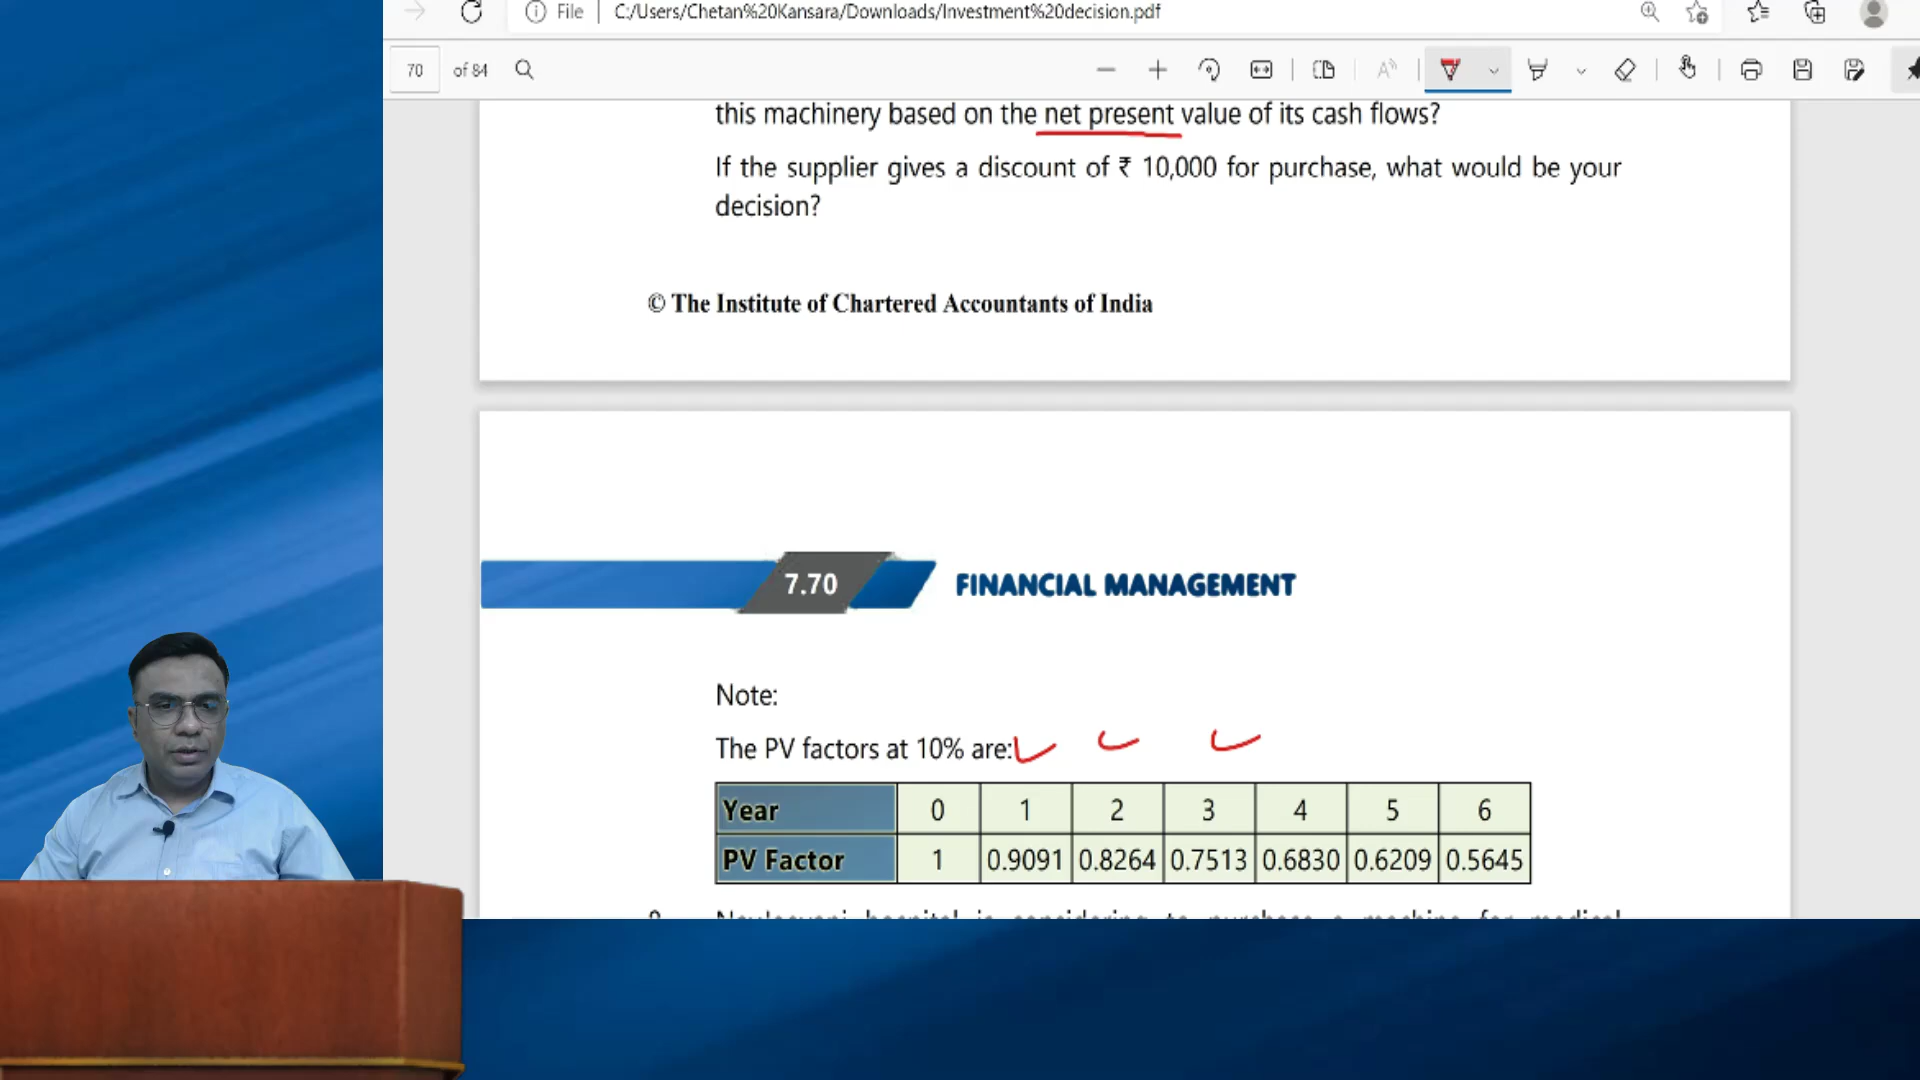 File C:/Users/Chetan%20Kansara/Downloads/Investment%20decision.pdf
70 of 84
this machinery based on the net present value of its cash flows?
If the supplier gives a discount of ₹ 10,000 for purchase, what would be your
decision?
© The Institute of Chartered Accountants of India
7.70 FINANCIAL MANAGEMENT
Note:
The PV factors at 10% are:
Year 0 1 2 3 4 5 6
PV Factor 1 0.9091 0.8264 0.7513 0.6830 0.6209 0.5645